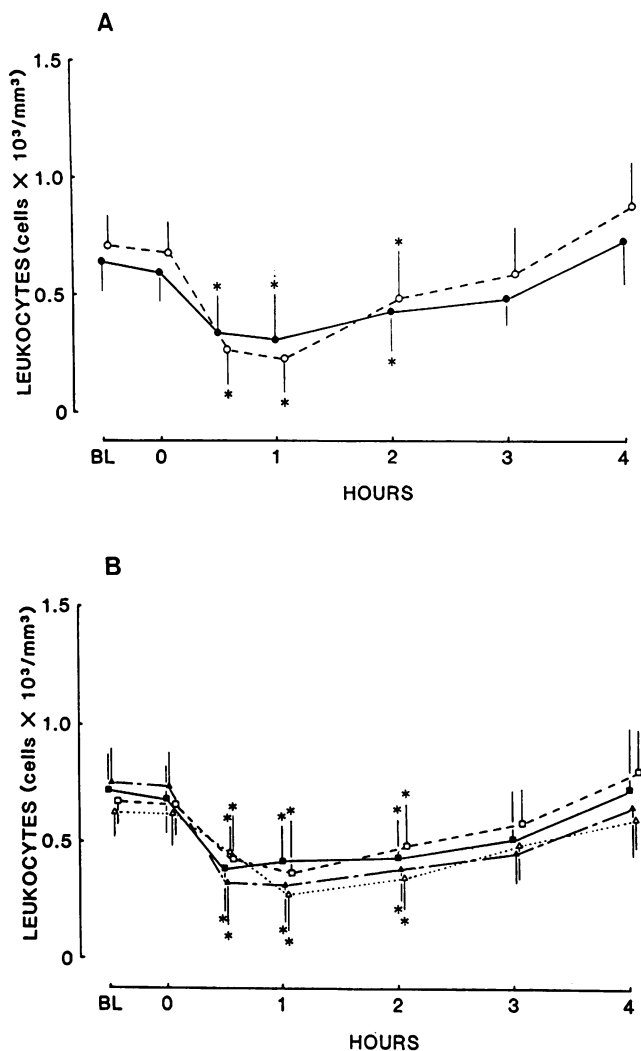 A
LEUKOCYTES (cells X 10³/mm³)
1.5
1.0
0.5
0
* *
* *
* *
BL 0 1 2 3 4
HOURS
B
LEUKOCYTES (cells X 10³/mm³)
1.5
1.0
0.5
0
* * * * * *
* * * * * *
BL 0 1 2 3 4
HOURS